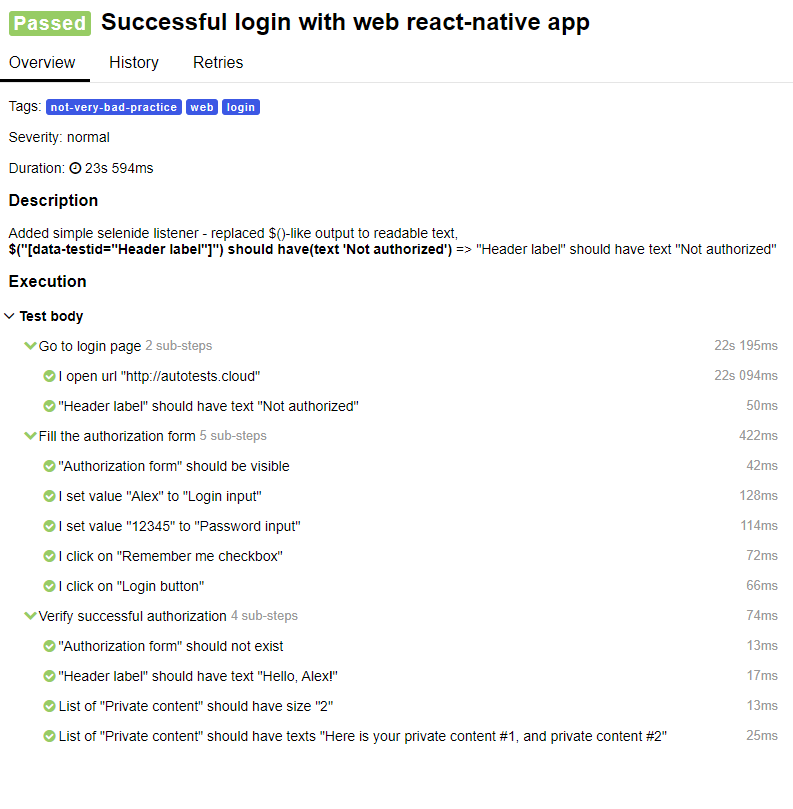 Passed Successful login with web react-native app
Overview History Retries
Tags: not-very-bad-practice web login
Severity: normal
Duration: 23s 594ms
Description
Added simple selenide listener - replaced $()-like output to readable text,
$("[data-testid="Header label"]") should have(text 'Not authorized') => "Header label" should have text "Not authorized"
Execution
Test body
Go to login page 2 sub-steps 22s 195ms
I open url "http://autotests.cloud" 22s 094ms
"Header label" should have text "Not authorized" 50ms
Fill the authorization form 5 sub-steps 422ms
"Authorization form" should be visible 42ms
I set value "Alex" to "Login input" 128ms
I set value "12345" to "Password input" 114ms
I click on "Remember me checkbox" 72ms
I click on "Login button" 66ms
Verify successful authorization 4 sub-steps 74ms
"Authorization form" should not exist 13ms
"Header label" should have text "Hello, Alex!" 17ms
List of "Private content" should have size "2" 13ms
List of "Private content" should have texts "Here is your private content #1, and private content #2" 25ms